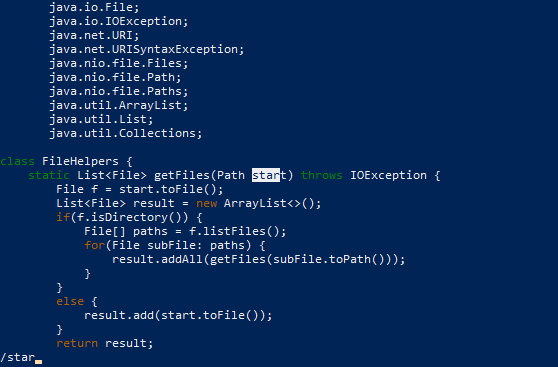 java.io.File;
java.io.IOException;
java.net.URI;
java.net.URISyntaxException;
java.nio.file.Files;
java.nio.file.Path;
java.nio.file.Paths;
java.util.ArrayList;
java.util.List;
java.util.Collections;
class FileHelpers {
static List<File> getFiles(Path start) throws IOException {
File f = start.toFile();
List<File> result = new ArrayList<>();
if(f.isDirectory()) {
File[] paths = f.listFiles();
for(File subFile: paths) {
result.addAll(getFiles(subFile.toPath()));
}
}
else {
result.add(start.toFile());
}
return result;
/star